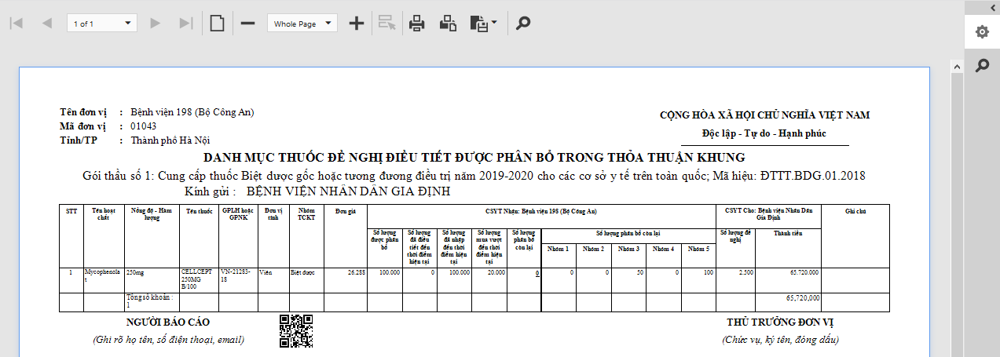 1 of 1
Whole Page
Tên đơn vị : Bệnh viện 198 (Bộ Công An)
Mã đơn vị : 01043
Tỉnh/TP : Thành phố Hà Nội
CỘNG HÒA XÃ HỘI CHỦ NGHĨA VIỆT NAM
Độc lập - Tự do - Hạnh phúc
DANH MỤC THUỐC ĐỀ NGHỊ ĐIỀU TIẾT ĐƯỢC PHÂN BỔ TRONG THỎA THUẬN KHUNG
Gói thầu số 1: Cung cấp thuốc Biệt dược gốc hoặc tương đương điều trị năm 2019-2020 cho các cơ sở y tế trên toàn quốc; Mã hiệu: ĐTTT.BDG.01.2018
Kính gửi : BỆNH VIỆN NHÂN DÂN GIA ĐỊNH
STT
Tên hoạt
chất
Nồng độ - Hàm
lượng
Tên thuốc
GPLH hoặc
GPNK
Đơn vị
tính
Nhóm
TCKT
Đơn giá
CSYT Nhận: Bệnh viện 198 (Bộ Công An)
CSYT Cho: Bệnh viện Nhân Dân
Gia Định
Ghi chú
Số lượng
được phân
bổ
Số lượng
đã điều
tiết đến
thời điểm
hiện tại
Số lượng
đã nhập
đến thời
điểm hiện
tại
Số lượng
mua vượt
đến thời
điểm hiện
tại
Số lượng
phân bổ
còn lại
Số lượng phân bổ còn lại
Nhóm 1 Nhóm 2 Nhóm 3 Nhóm 4 Nhóm 5
Số lượng đề
nghị
Thành tiền
1
Mycophenola
t
250mg
CELLCEPT
250MG
B/100
VN-21283-
18
Viên
Biệt dược
26.288
100.000
0
100.000
20.000
0
0
0
50
0
100
2.500
65.720.000
Tổng số khoản :
1
65,720,000
NGƯỜI BÁO CÁO
(Ghi rõ họ tên, số điện thoại, email)
THỦ TRƯỞNG ĐƠN VỊ
(Chức vụ, ký tên, đóng dấu)